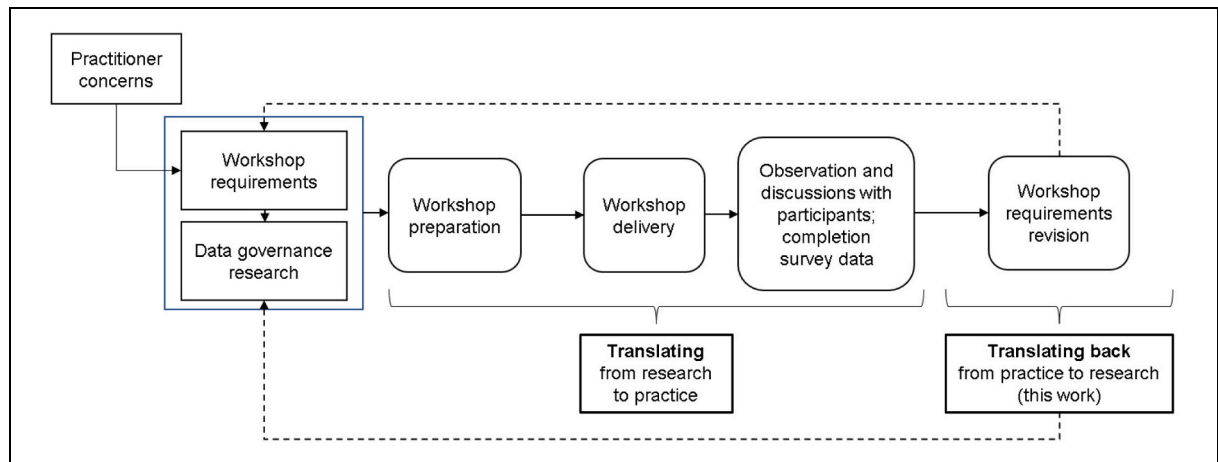 Practitioner
concerns
Workshop
requirements
Data governance
research
Workshop
preparation
Workshop
delivery
Observation and
discussions with
participants;
completion
survey data
Workshop
requirements
revision
Translating
from research
to practice
Translating back
from practice to research
(this work)